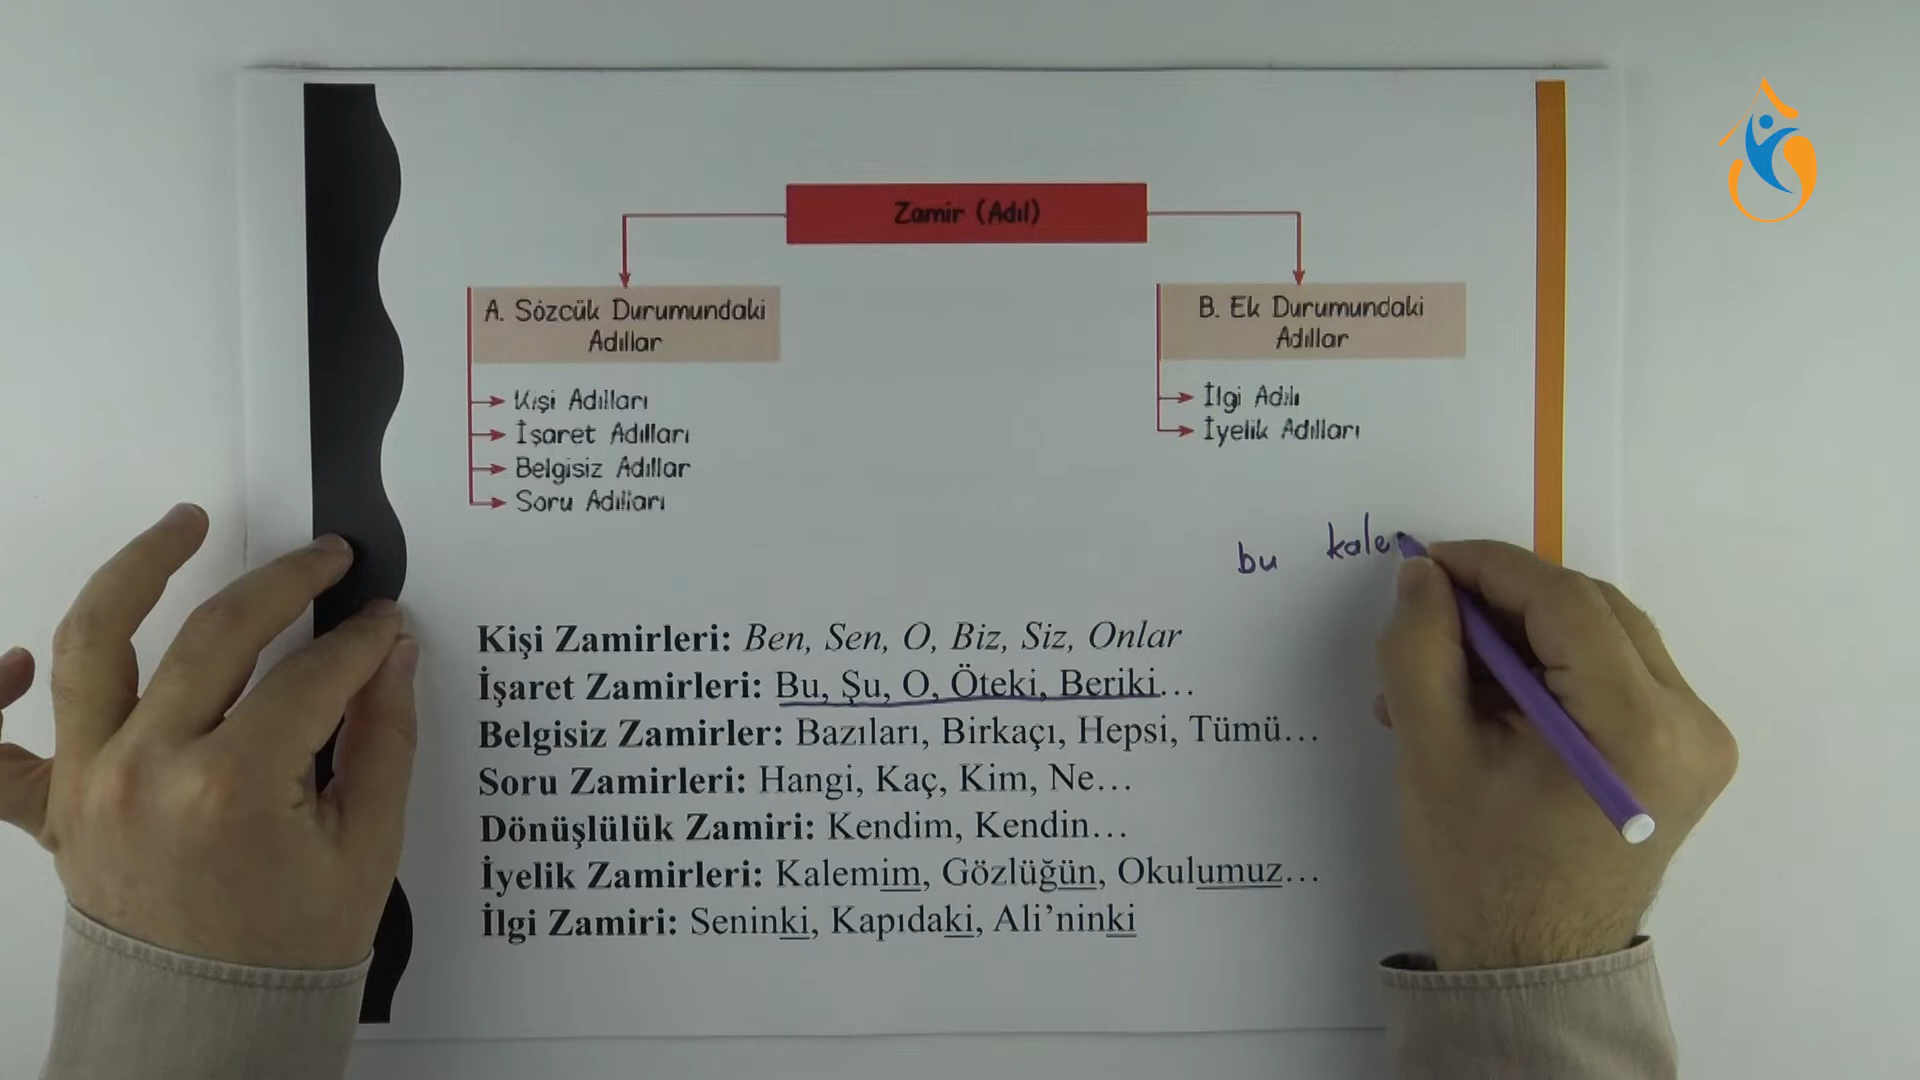 Zamir (Adıl)
A. Sözcük Durumundaki
Adıllar
Kişi Adılları
İşaret Adılları
Belgisiz Adıllar
Soru Adılları
B. Ek Durumundaki
Adıllar
İlgi Adılı
İyelik Adılları
bu kale
Kişi Zamirleri: Ben, Sen, O, Biz, Siz, Onlar
İşaret Zamirleri: Bu, Şu, O, Öteki, Beriki...
Belgisiz Zamirler: Bazıları, Birkaçı, Hepsi, Tümü...
Soru Zamirleri: Hangi, Kaç, Kim, Ne...
Dönüşlülük Zamiri: Kendim, Kendin...
İyelik Zamirleri: Kalemim, Gözlüğün, Okulumuz...
İlgi Zamiri: Seninki, Kapıdaki, Ali’ninki